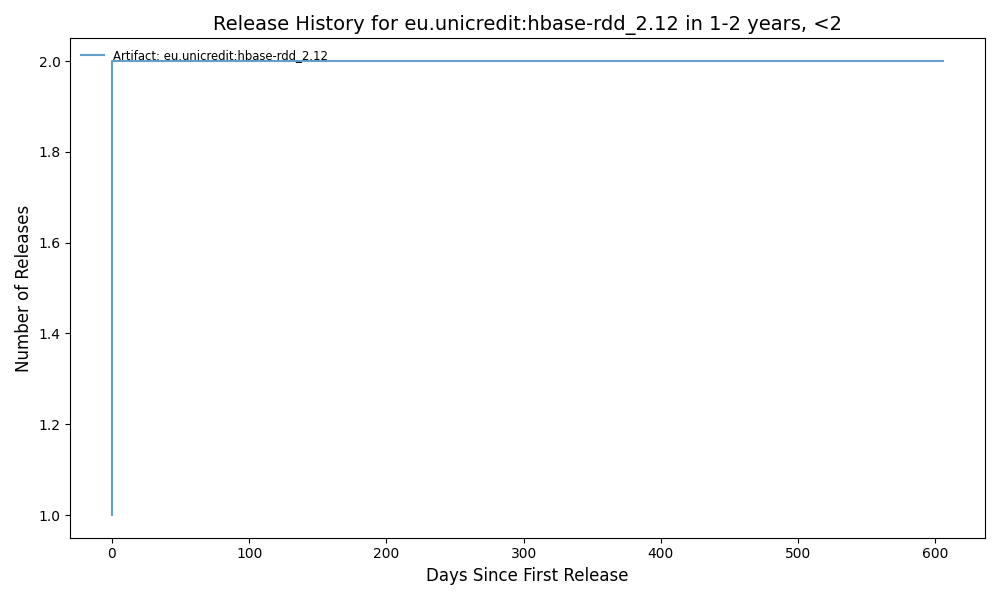 Release History for eu.unicredit:hbase-rdd_2.12 in 1-2 years, <2
Artifact: eu.unicredit:hbase-rdd_2.12
Number of Releases
2.0
1.8
1.6
1.4
1.2
1.0
0 100 200 300 400 500 600
Days Since First Release